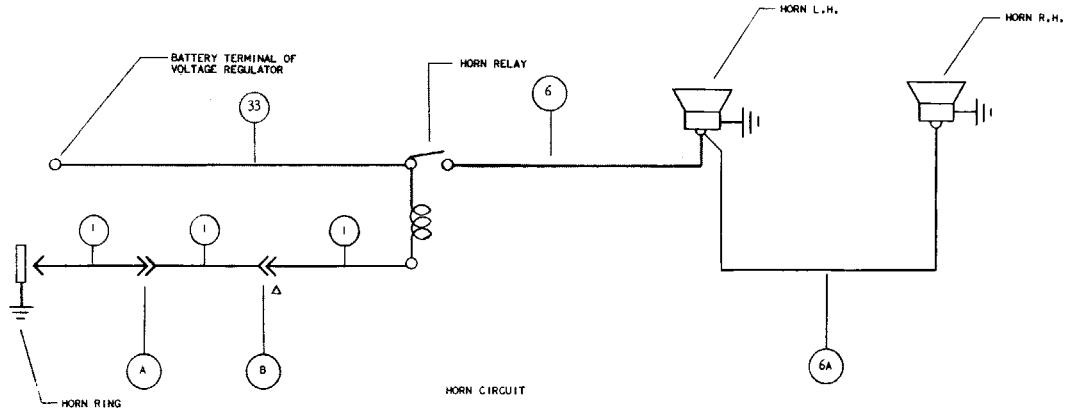 HORN L.H.
HORN R.H.
BATTERY TERMINAL OF
VOLTAGE REGULATOR
HORN RELAY
33
6
1
1
1
A
B
6A
HORN RING
HORN CIRCUIT